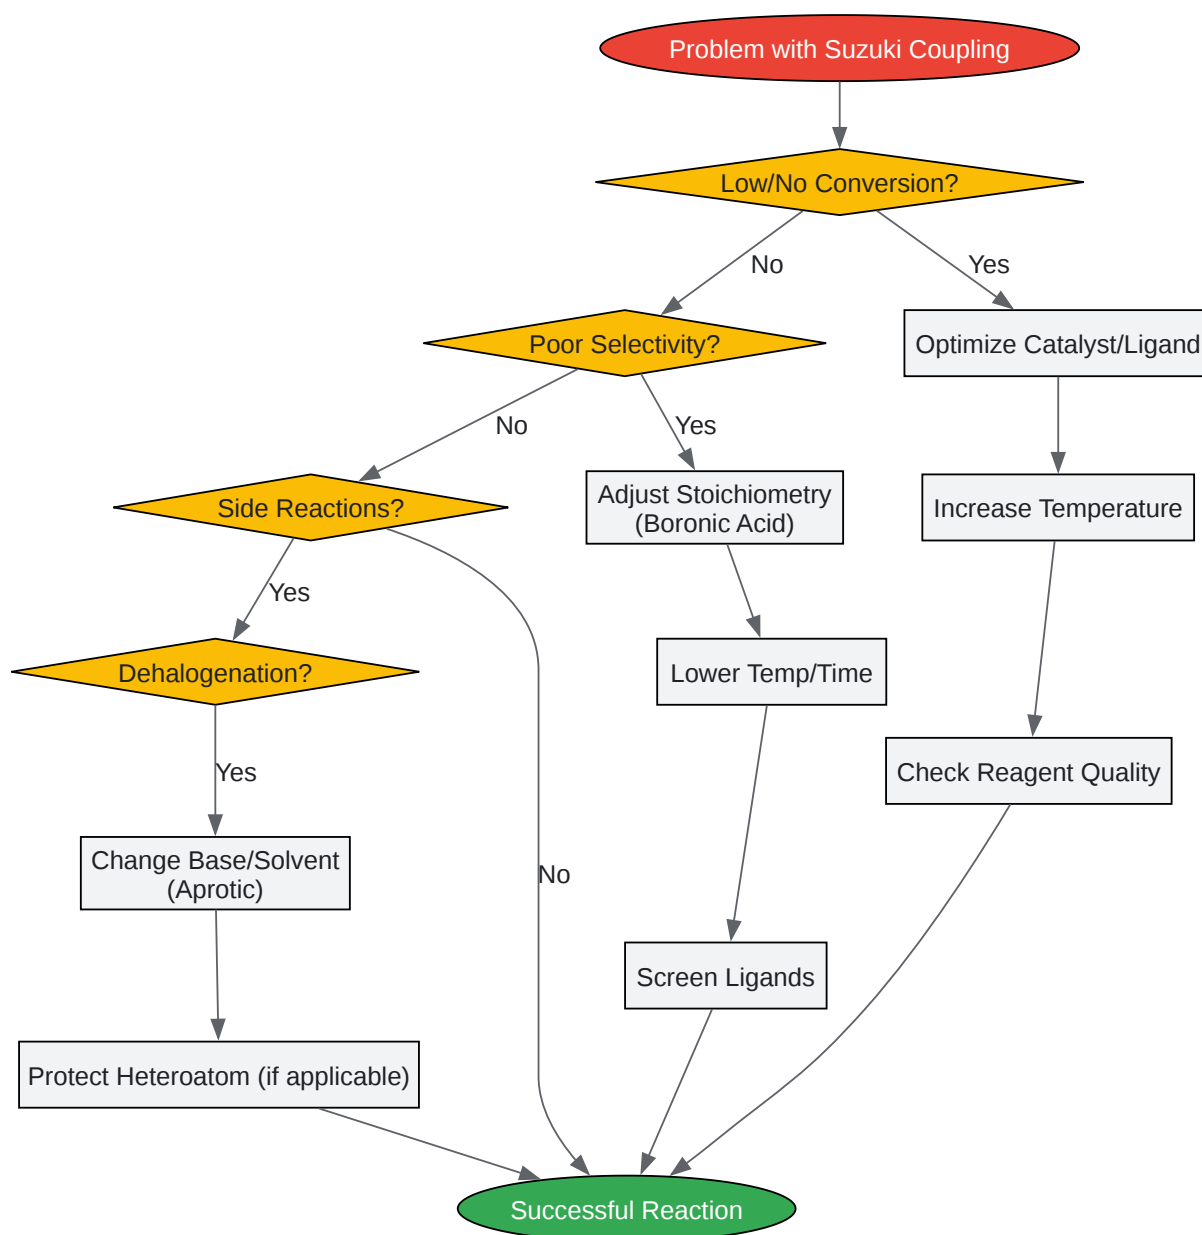 Problem with Suzuki Coupling
Low/No Conversion?
No
Yes
Poor Selectivity?
Optimize Catalyst/Ligand
No
Yes
Side Reactions?
Adjust Stoichiometry
(Boronic Acid)
Increase Temperature
Yes
Dehalogenation?
Lower Temp/Time
Yes
Check Reagent Quality
Change Base/Solvent
(Aprotic)
No
Screen Ligands
Protect Heteroatom (if applicable)
Successful Reaction